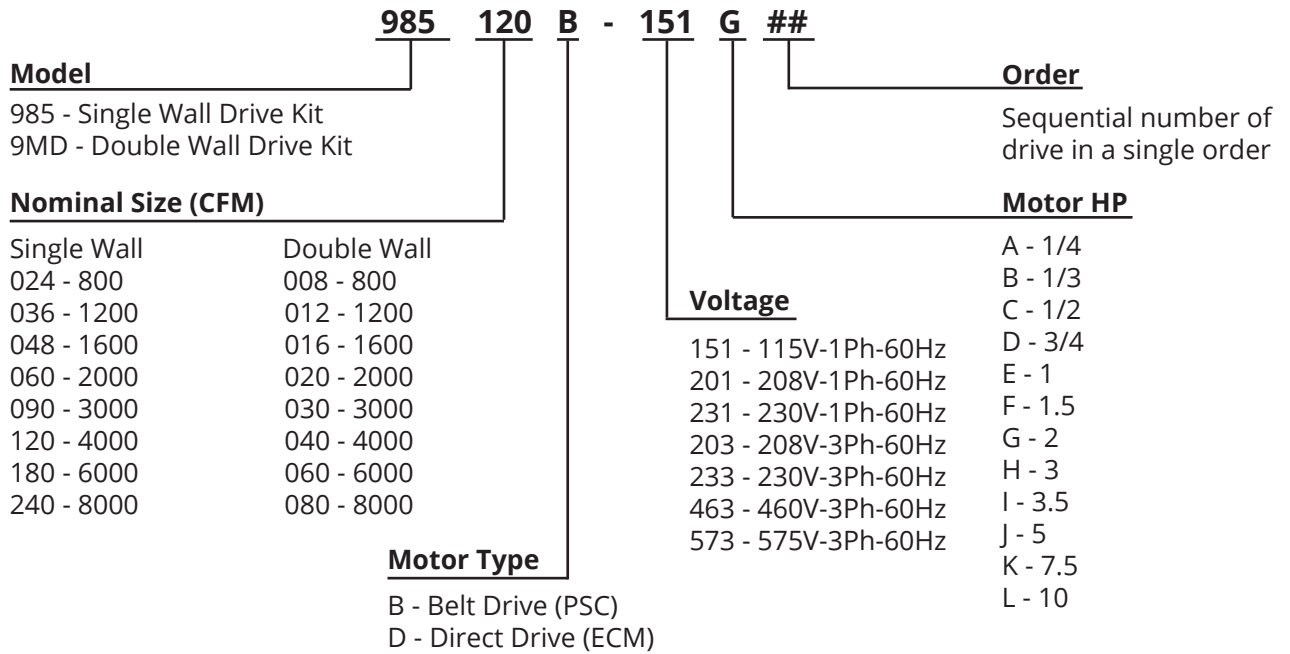 985 120 B - 151 G ##
Model
985 - Single Wall Drive Kit
9MD - Double Wall Drive Kit
Nominal Size (CFM)
Single Wall
024 - 800
036 - 1200
048 - 1600
060 - 2000
090 - 3000
120 - 4000
180 - 6000
240 - 8000
Double Wall
008 - 800
012 - 1200
016 - 1600
020 - 2000
030 - 3000
040 - 4000
060 - 6000
080 - 8000
Motor Type
B - Belt Drive (PSC)
D - Direct Drive (ECM)
Voltage
151 - 115V-1Ph-60Hz
201 - 208V-1Ph-60Hz
231 - 230V-1Ph-60Hz
203 - 208V-3Ph-60Hz
233 - 230V-3Ph-60Hz
463 - 460V-3Ph-60Hz
573 - 575V-3Ph-60Hz
Order
Sequential number of
drive in a single order
Motor HP
A - 1/4
B - 1/3
C - 1/2
D - 3/4
E - 1
F - 1.5
G - 2
H - 3
I - 3.5
J - 5
K - 7.5
L - 10